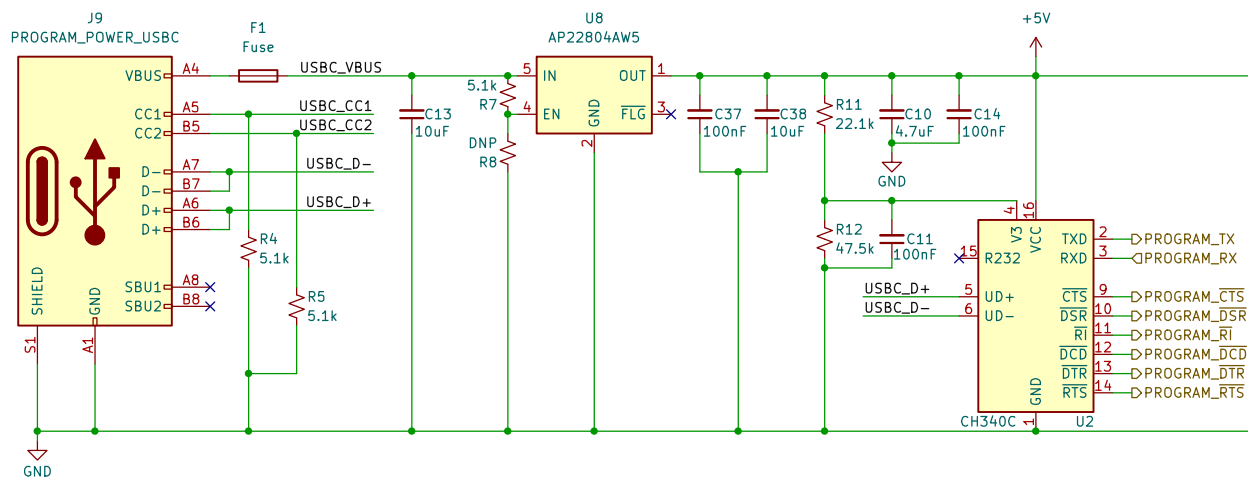 J9
PROGRAM_POWER_USBC
VBUS
A4
CC1
A5
CC2
B5
D-
A7
D-
B7
D+
A6
D+
B6
SBU1
A8
SBU2
B8
SHIELD
GND
S1
A1
GND
F1
Fuse
USBC_VBUS
USBC_CC1
USBC_CC2
USBC_D-
USBC_D+
R4
5.1k
R5
5.1k
C13
10uF
5.1k
R7
DNP
R8
U8
AP22804AW5
5
IN
OUT
1
4
EN
GND
FLG
3
2
C37
100nF
C38
10uF
R11
22.1k
C10
4.7uF
C14
100nF
GND
+5V
R12
47.5k
C11
100nF
USBC_D+
USBC_D-
4
16
V3
VCC
15
R232
5
UD+
6
UD-
TXD
2
PROGRAM_TX
RXD
3
PROGRAM_RX
CTS
9
PROGRAM_CTS
DSR
10
PROGRAM_DSR
RI
11
PROGRAM_RI
DCD
12
PROGRAM_DCD
DTR
13
PROGRAM_DTR
RTS
14
PROGRAM_RTS
GND
1
CH340C
U2